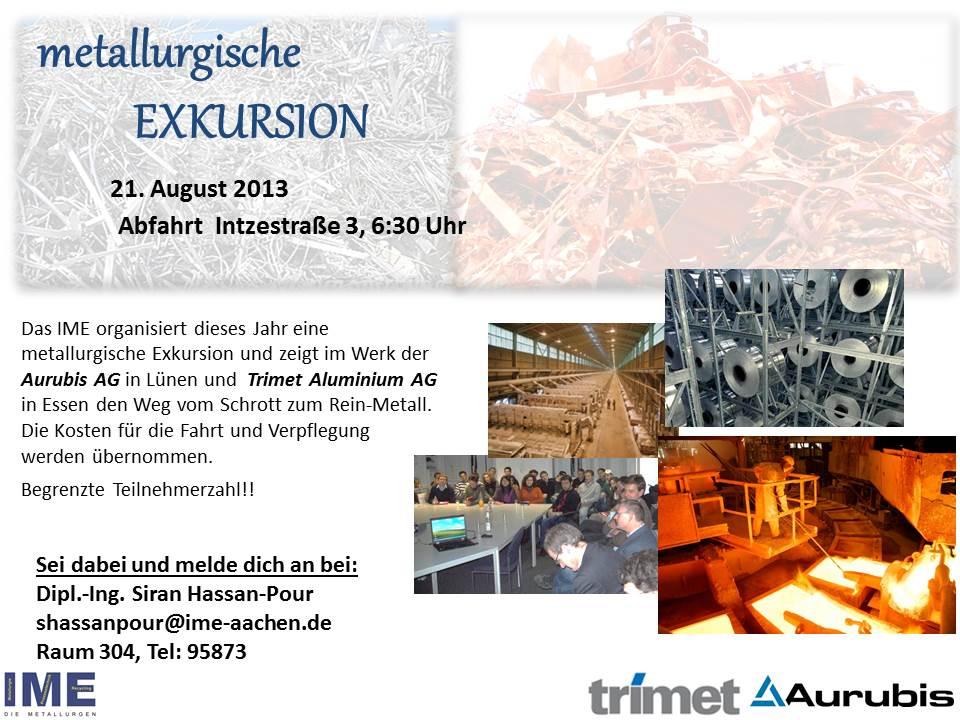 metallurgische
EXKURSION
21. August 2013
Abfahrt Intzestraße 3, 6:30 Uhr
Das IME organisiert dieses Jahr eine
metallurgische Exkursion und zeigt im Werk der
Aurubis AG in Lünen und Trimet Aluminium AG
in Essen den Weg vom Schrott zum Rein-Metall.
Die Kosten für die Fahrt und Verpflegung
werden übernommen.
Begrenzte Teilnehmerzahl!!
Sei dabei und melde dich an bei:
Dipl.-Ing. Siran Hassan-Pour
shassanpour@ime-aachen.de
Raum 304, Tel: 95873
IME
DIE METALLURGEN
trimet
Aurubis